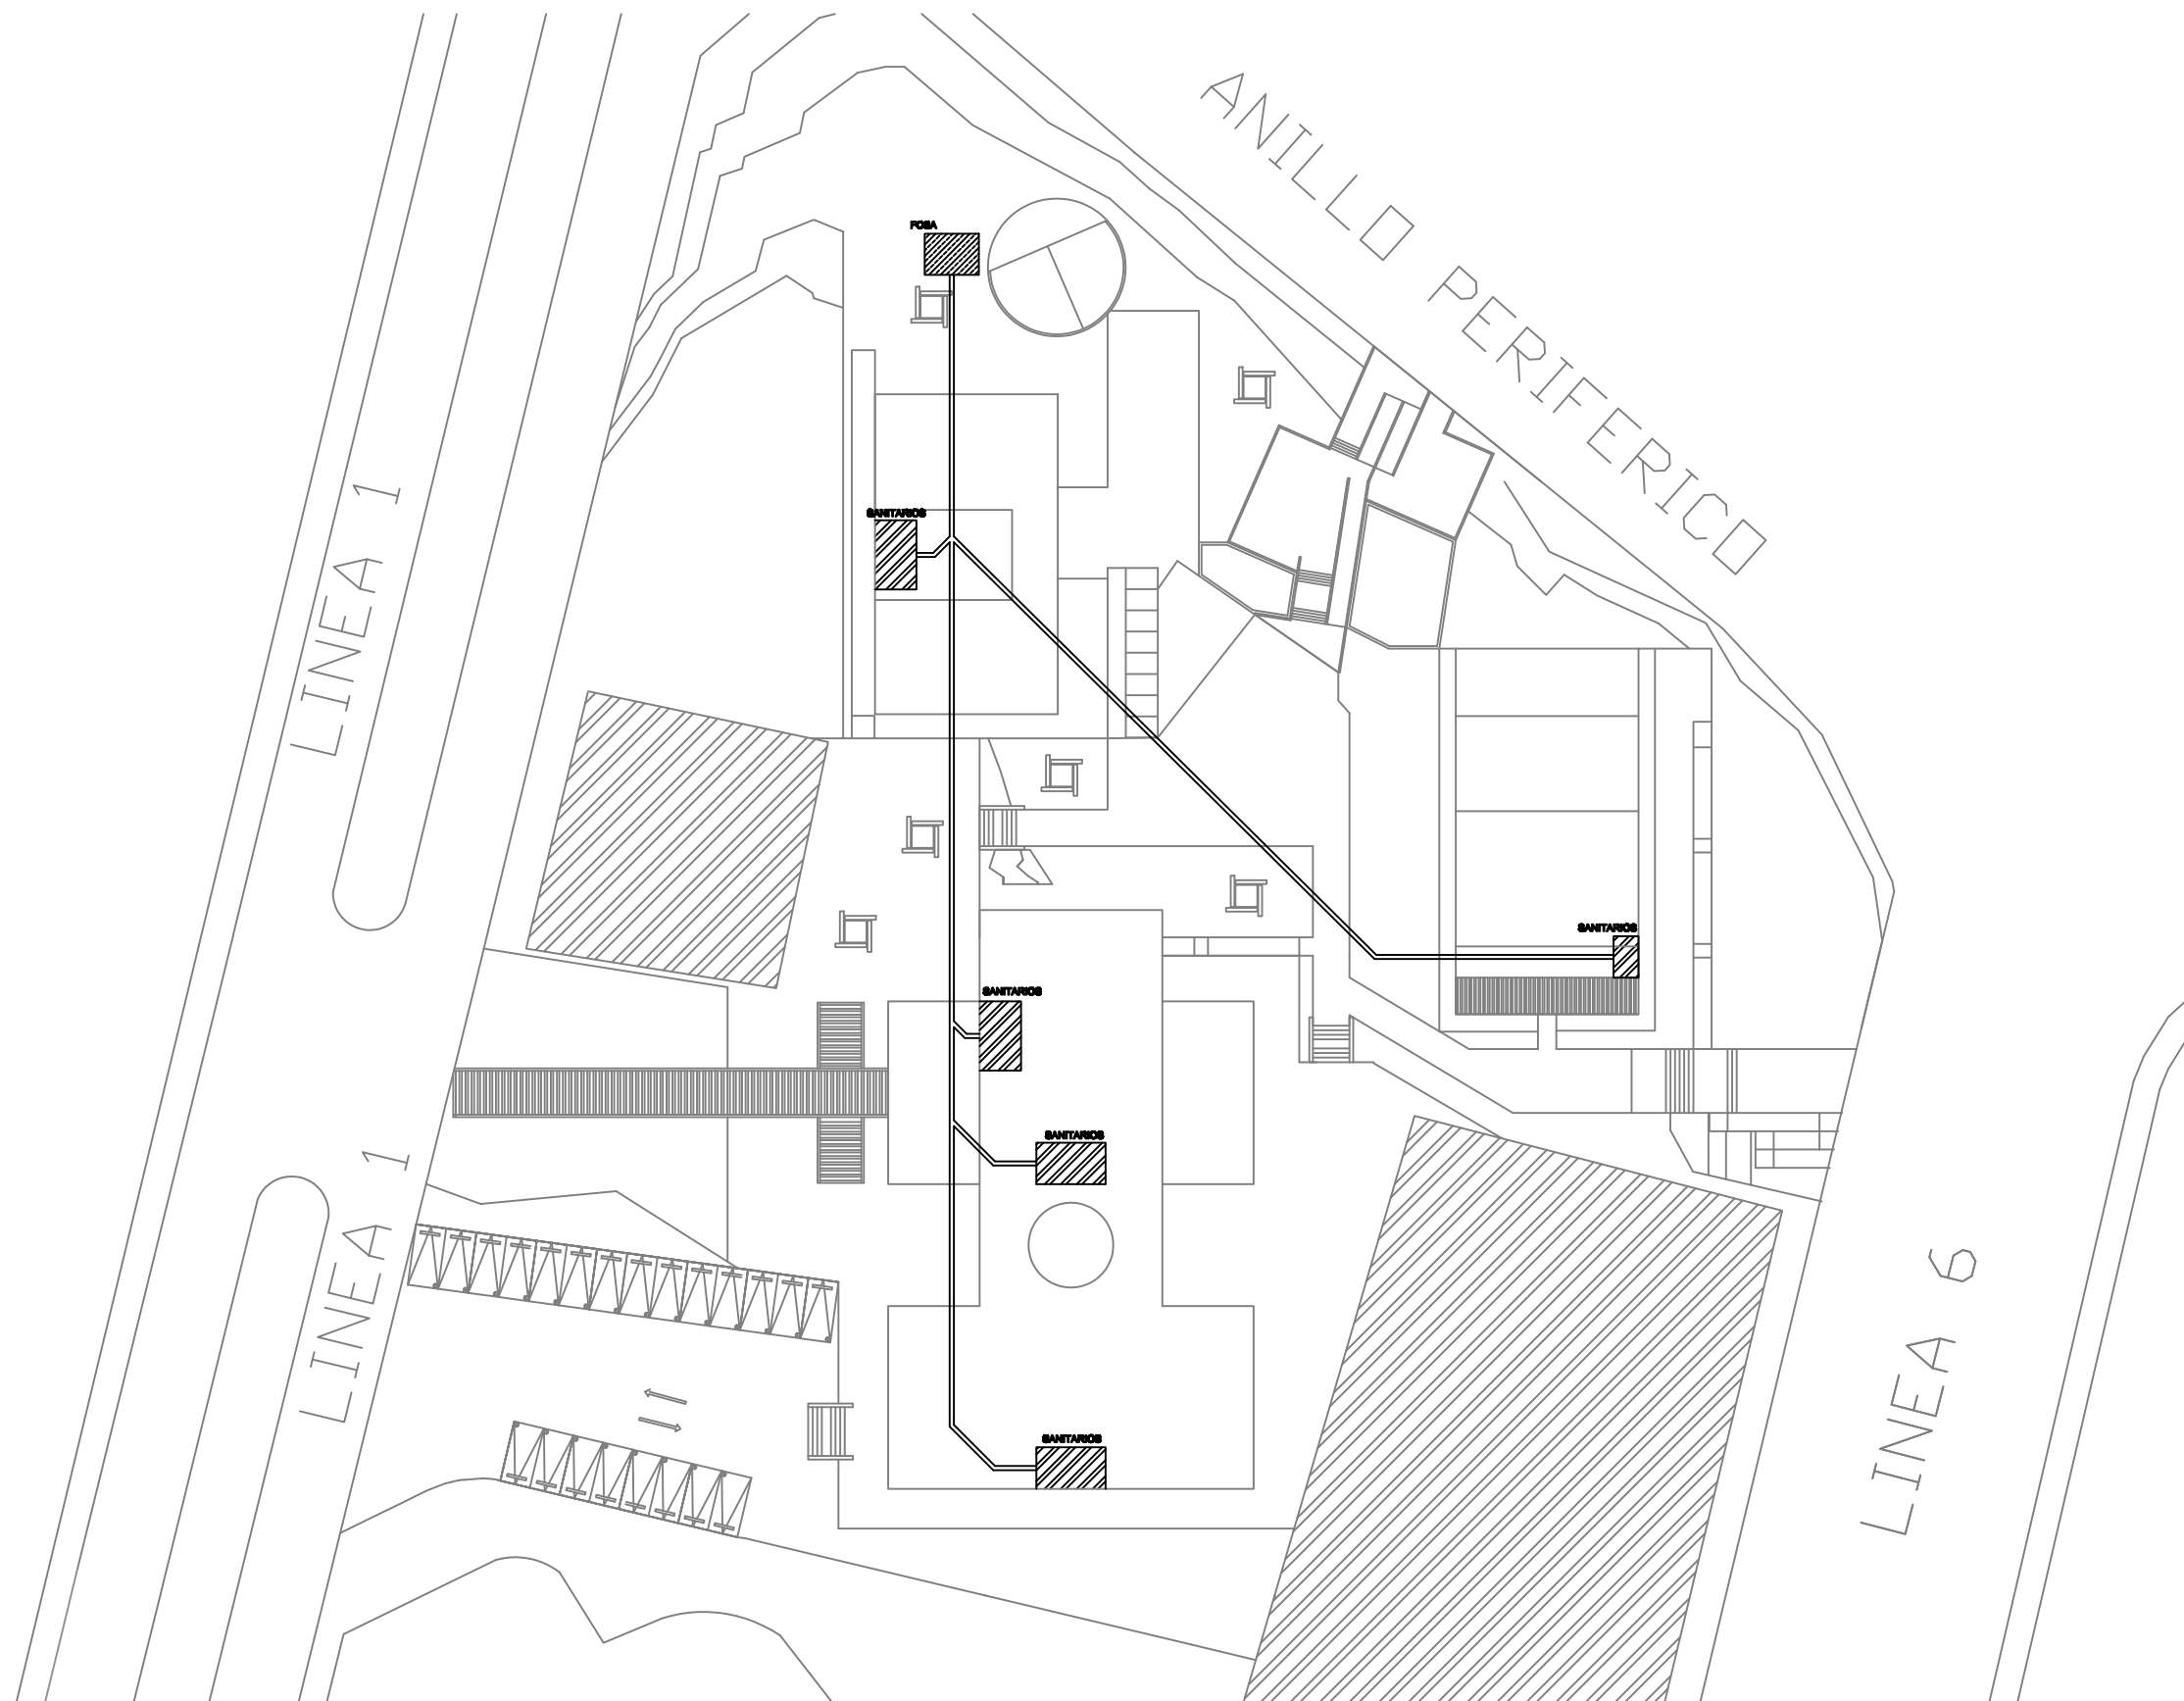 ANILLO PERIFERICO
FOSA
LINEA 1
SANITARIOS
SANITARIOS
SANITARIOS
SANITARIOS
LINEA 1
LINEA 6
SANITARIOS